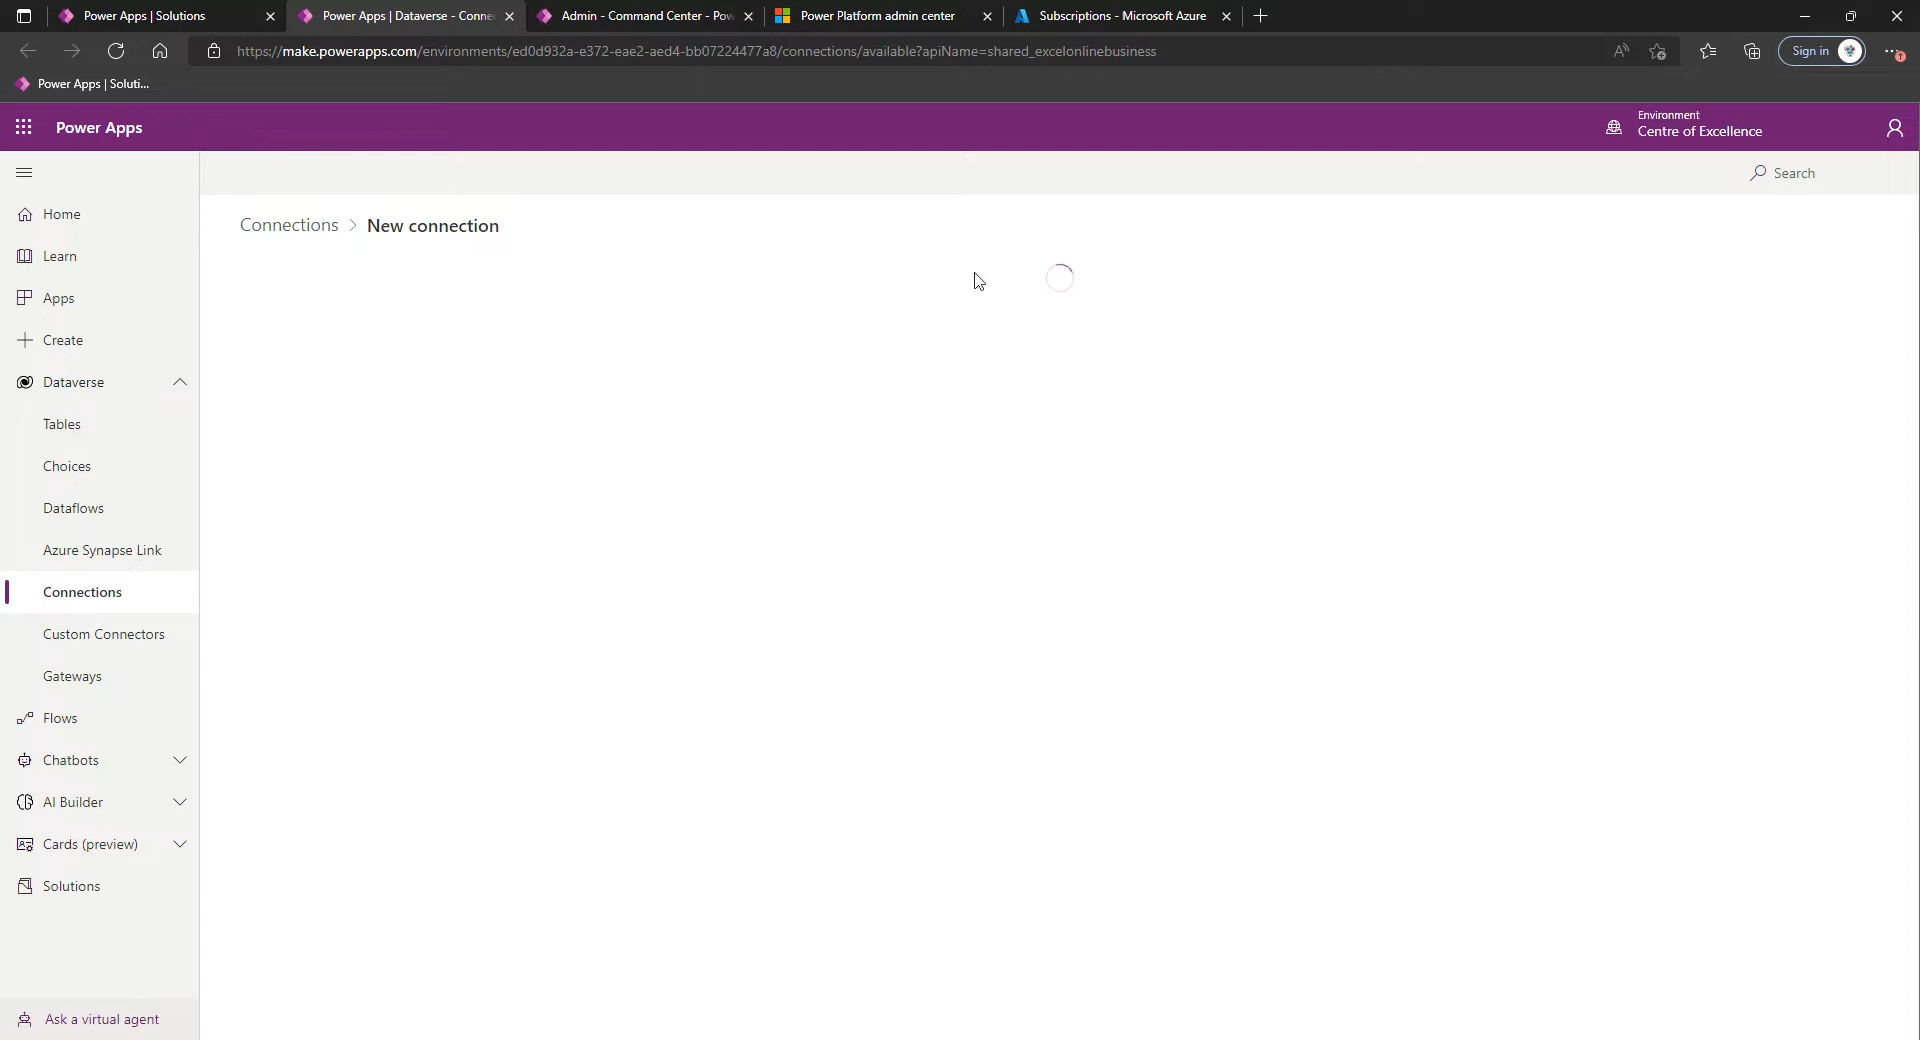 Power Apps | Solutions
Power Apps | Dataverse - Conne
Admin - Command Center - Pow
Power Platform admin center
Subscriptions - Microsoft Azure
https://make.powerapps.com/environments/ed0d932a-e372-eae2-aed4-bb07224477a8/connections/available?apiName=shared_excelonlinebusiness
Sign in
Power Apps | Soluti...
Power Apps
Environment
Centre of Excellence
Search
Connections > New connection
Home
Learn
Apps
Create
Dataverse
Tables
Choices
Dataflows
Azure Synapse Link
Connections
Custom Connectors
Gateways
Flows
Chatbots
AI Builder
Cards (preview)
Solutions
Ask a virtual agent